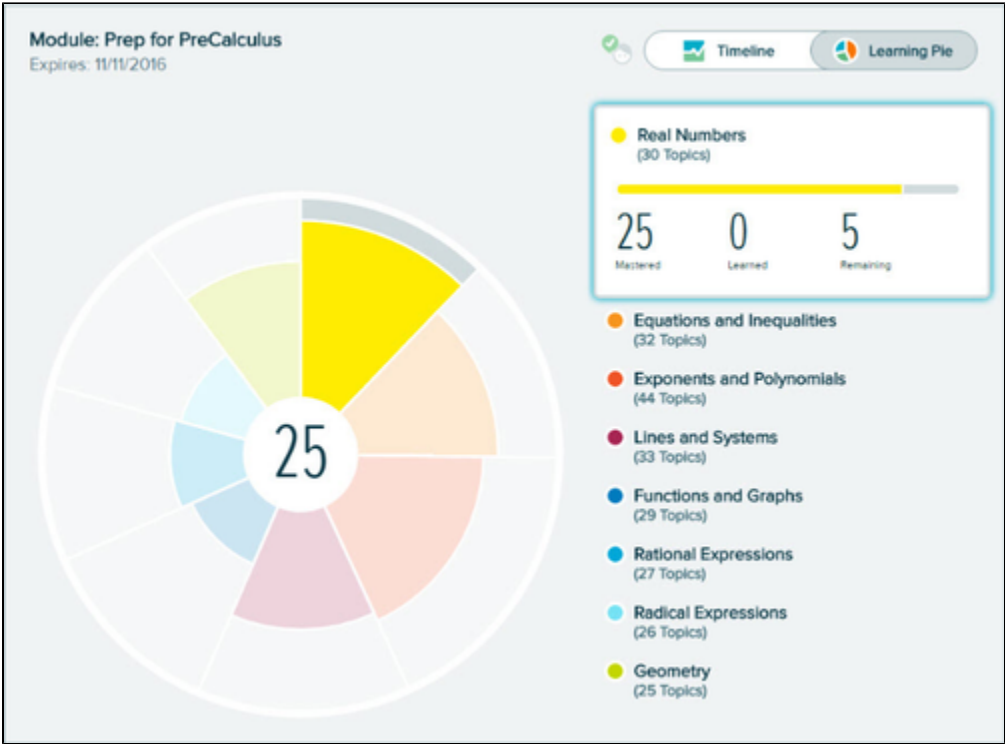 Module: Prep for PreCalculus
Expires: 11/11/2016
Timeline
Learning Pie
Real Numbers
(30 Topics)
25 0 5
Mastered Learned Remaining
25
Equations and Inequalities
(32 Topics)
Exponents and Polynomials
(44 Topics)
Lines and Systems
(33 Topics)
Functions and Graphs
(29 Topics)
Rational Expressions
(27 Topics)
Radical Expressions
(26 Topics)
Geometry
(25 Topics)